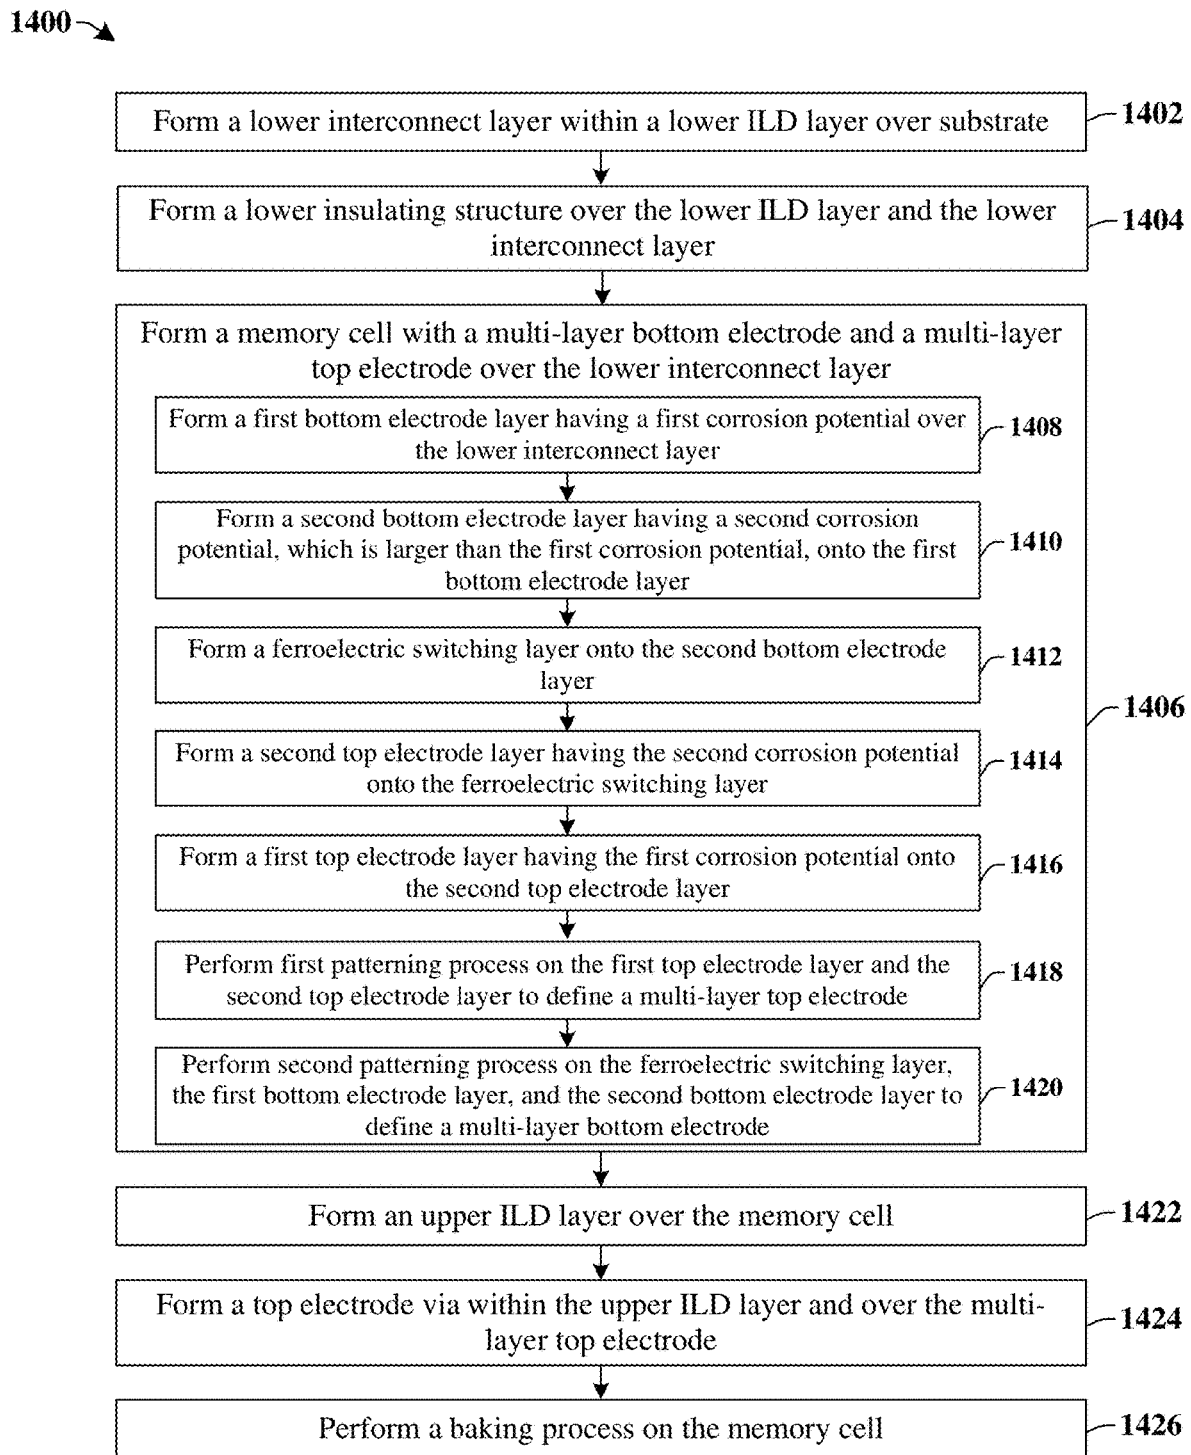 1400
Form a lower interconnect layer within a lower ILD layer over substrate
1402
Form a lower insulating structure over the lower ILD layer and the lower
interconnect layer
1404
Form a memory cell with a multi-layer bottom electrode and a multi-layer
top electrode over the lower interconnect layer
1406
Form a first bottom electrode layer having a first corrosion potential over
the lower interconnect layer
1408
Form a second bottom electrode layer having a second corrosion
potential, which is larger than the first corrosion potential, onto the first
bottom electrode layer
1410
Form a ferroelectric switching layer onto the second bottom electrode
layer
1412
Form a second top electrode layer having the second corrosion potential
onto the ferroelectric switching layer
1414
Form a first top electrode layer having the first corrosion potential onto
the second top electrode layer
1416
Perform first patterning process on the first top electrode layer and the
second top electrode layer to define a multi-layer top electrode
1418
Perform second patterning process on the ferroelectric switching layer,
the first bottom electrode layer, and the second bottom electrode layer to
define a multi-layer bottom electrode
1420
Form an upper ILD layer over the memory cell
1422
Form a top electrode via within the upper ILD layer and over the multi-
layer top electrode
1424
Perform a baking process on the memory cell
1426